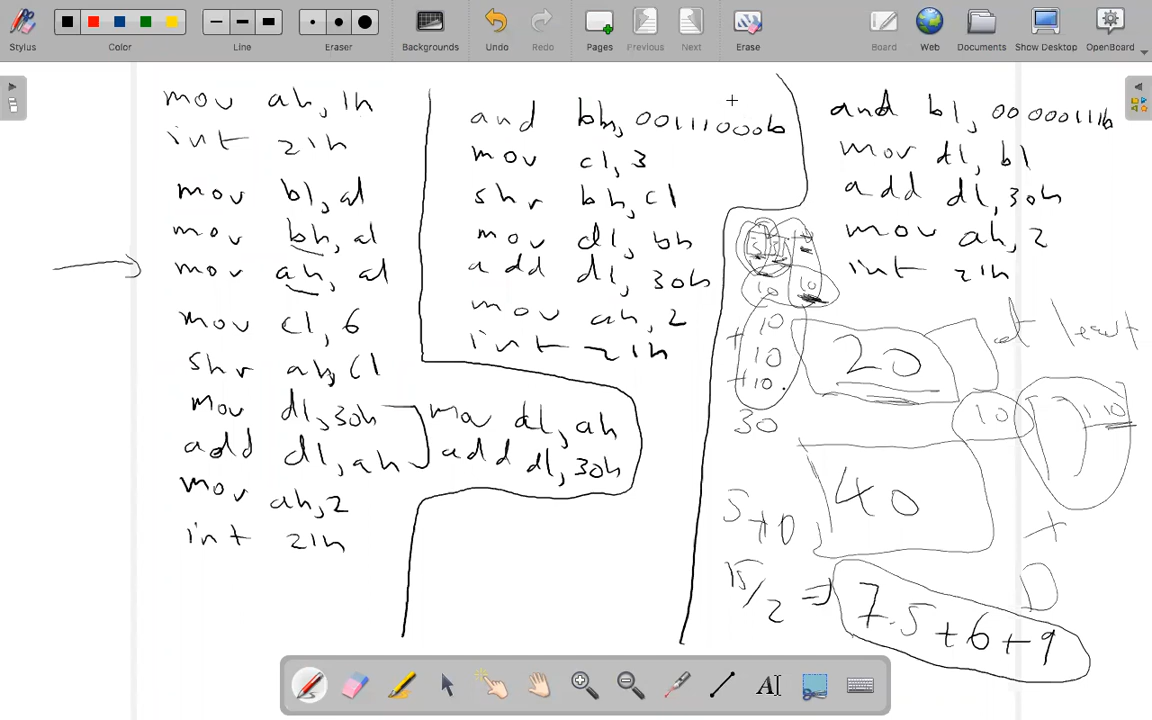 Stylus
Color
Line
Eraser
Backgrounds
Undo
Redo
Pages
Previous
Next
Erase
Board
Web
Documents
Show Desktop
OpenBoard
mov ah, 1h
int 21h
mov bl, al
mov bh, al
mov ah, al
mov cl, 6
shr ah, cl
mov dl, 30h
add dl, ah
mov ah, 2
int 21h
mov dl, ah
add dl, 30h
and bh, 00111000b
mov cl, 3
shr bh, cl
mov dl, bh
add dl, 30h
mov ah, 2
int 21h
and bl, 00000111b
mov dl, bl
add dl, 30h
mov ah, 2
int 21h
10 10
+ 10
10
+ 10.
30
20
at least
10
+ 10
40
5+10
15/2 ⇒ 7.5 + 6 + 9
+